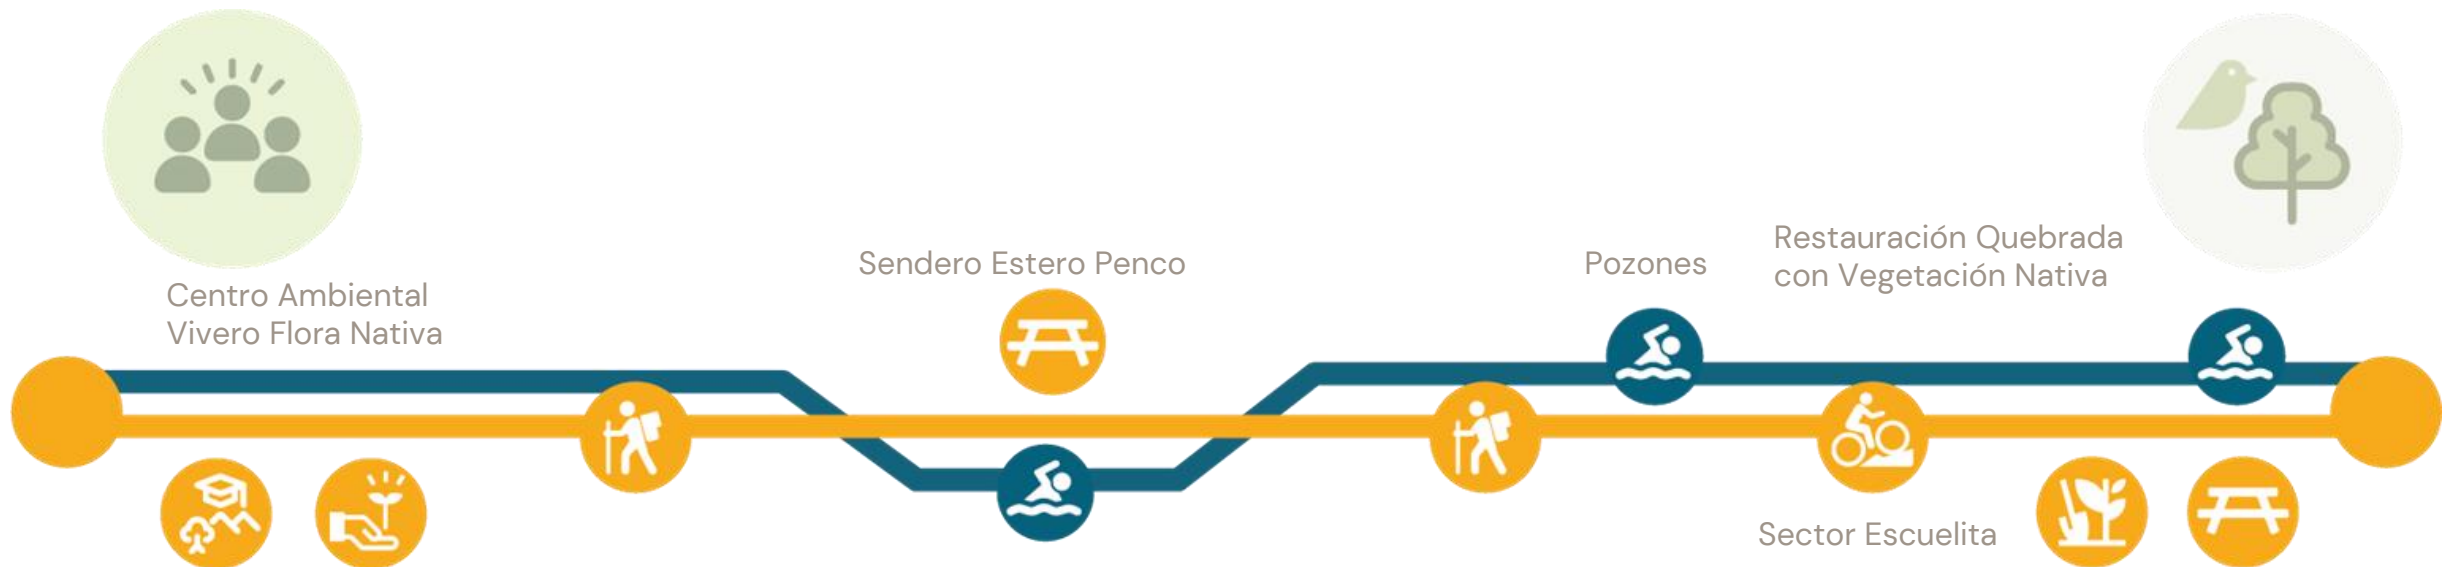 Centro Ambiental
Vivero Flora Nativa
Sendero Estero Penco
Pozones
Restauración Quebrada
con Vegetación Nativa
Sector Escuelita